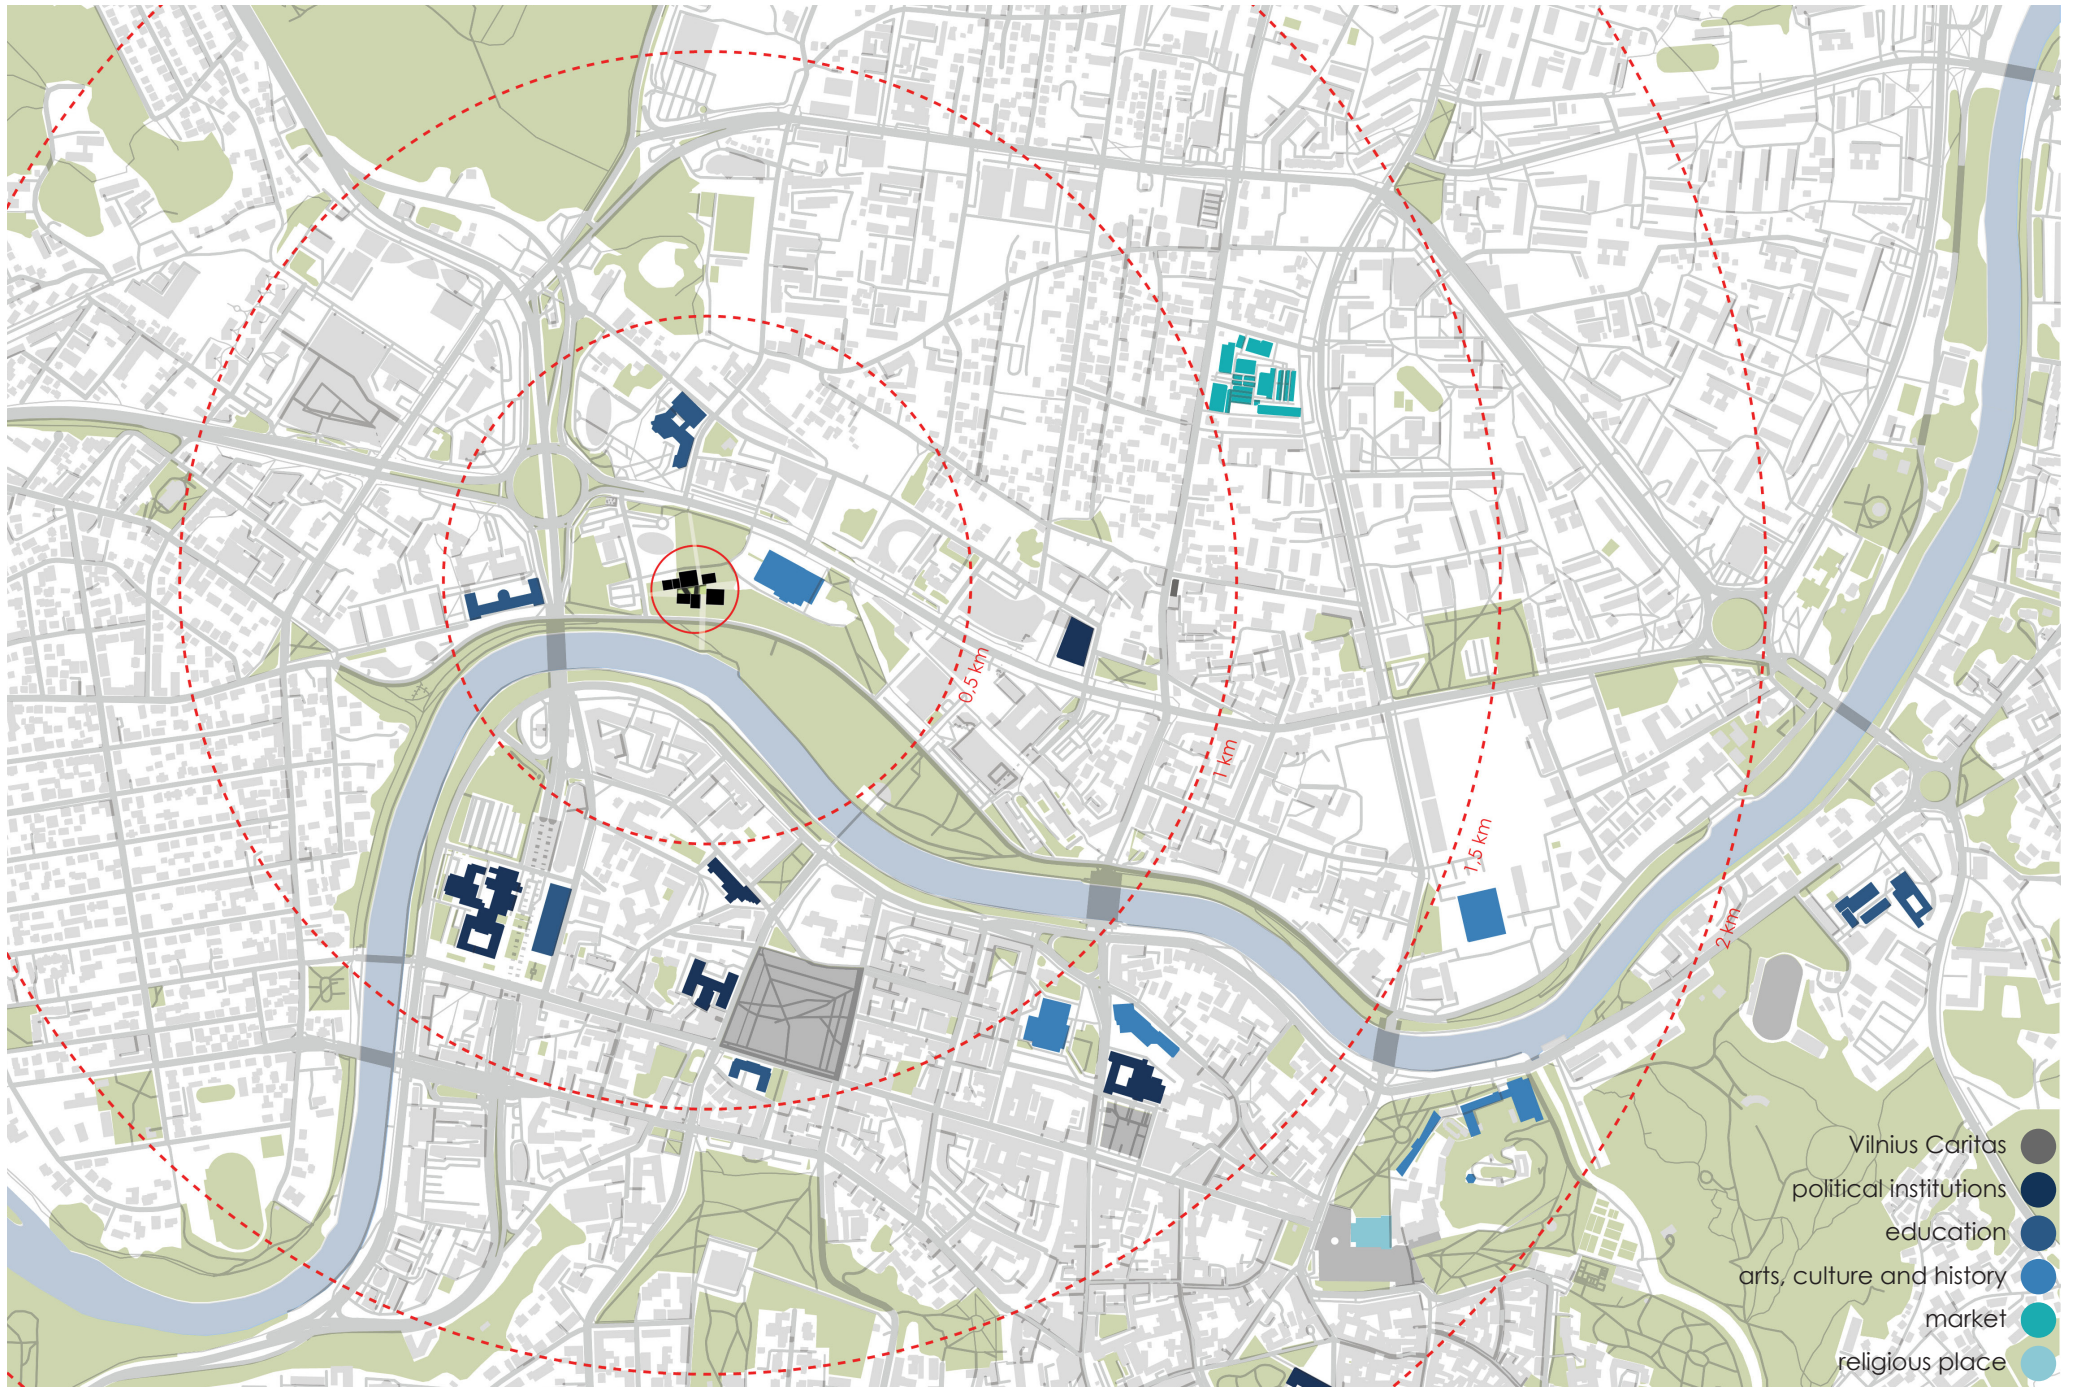 0,5 km
1 km
1,5 km
2 km
Vilnius Caritas
political institutions
education
arts, culture and history
market
religious place